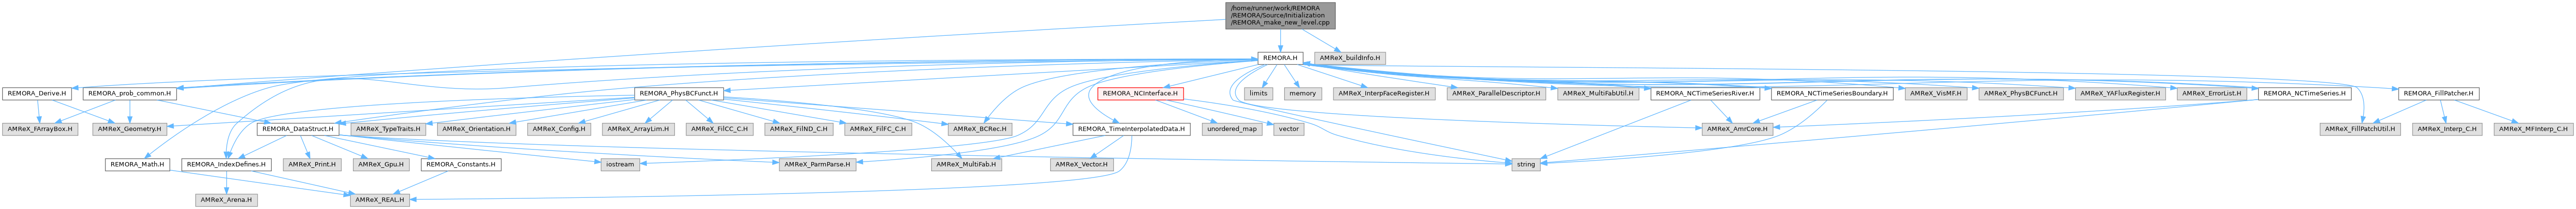 /home/runner/work/REMORA
/REMORA/Source/Initialization
/REMORA_make_new_level.cpp
REMORA.H
AMReX_buildInfo.H
REMORA_Derive.H
REMORA_prob_common.H
REMORA_PhysBCFunct.H
REMORA_NCInterface.H
limits
memory
AMReX_InterpFaceRegister.H
AMReX_ParallelDescriptor.H
AMReX_MultiFabUtil.H
REMORA_NCTimeSeriesRiver.H
REMORA_NCTimeSeriesBoundary.H
AMReX_VisMF.H
AMReX_PhysBCFunct.H
AMReX_YAFluxRegister.H
AMReX_ErrorList.H
REMORA_NCTimeSeries.H
REMORA_FillPatcher.H
AMReX_FArrayBox.H
AMReX_Geometry.H
REMORA_DataStruct.H
AMReX_TypeTraits.H
AMReX_Orientation.H
AMReX_Config.H
AMReX_ArrayLim.H
AMReX_FilCC_C.H
AMReX_FilND_C.H
AMReX_FilFC_C.H
AMReX_BCRec.H
REMORA_TimeInterpolatedData.H
unordered_map
vector
AMReX_AmrCore.H
AMReX_FillPatchUtil.H
AMReX_Interp_C.H
AMReX_MFInterp_C.H
REMORA_Math.H
REMORA_IndexDefines.H
AMReX_Print.H
AMReX_Gpu.H
REMORA_Constants.H
iostream
AMReX_ParmParse.H
AMReX_MultiFab.H
AMReX_Vector.H
string
AMReX_Arena.H
AMReX_REAL.H